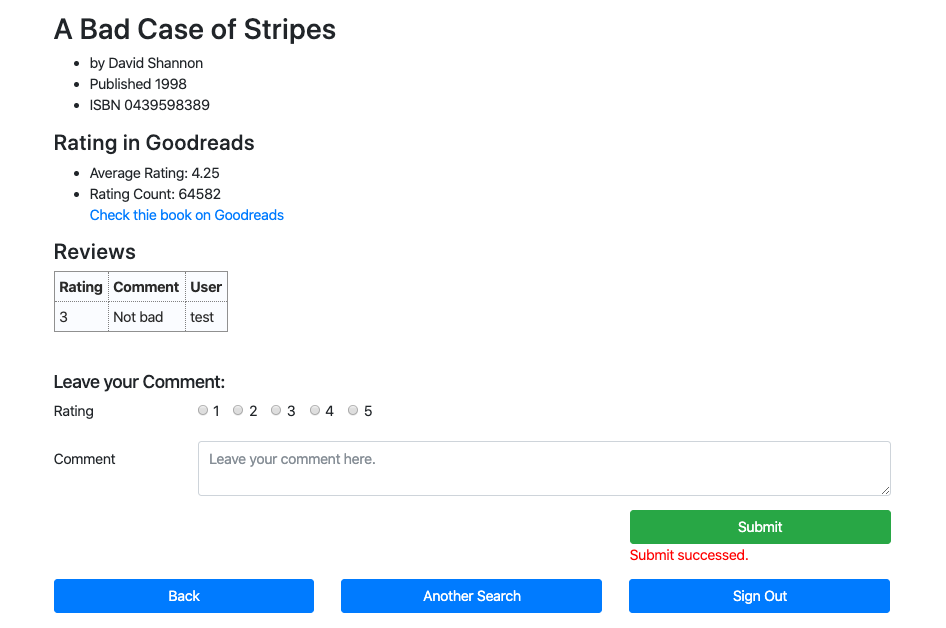 A Bad Case of Stripes
by David Shannon
Published 1998
ISBN 0439598389
Rating in Goodreads
Average Rating: 4.25
Rating Count: 64582
Check thie book on Goodreads
Reviews
Rating Comment User
3 Not bad test
Leave your Comment:
Rating 1 2 3 4 5
Comment Leave your comment here.
Submit
Submit successed.
Back Another Search Sign Out